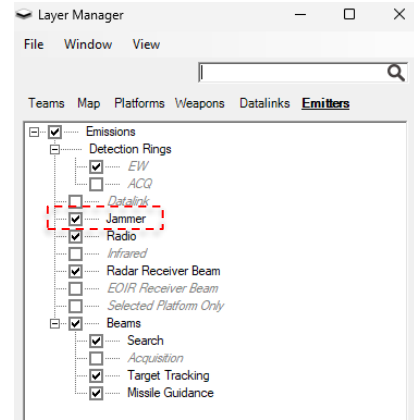 Layer Manager
File Window View
Teams Map Platforms Weapons Datalinks Emitters
Emissions
Detection Rings
EW
ACQ
Datalink
Jammer
Radio
Infrared
Radar Receiver Beam
EOIR Receiver Beam
Selected Platform Only
Beams
Search
Acquisition
Target Tracking
Missile Guidance